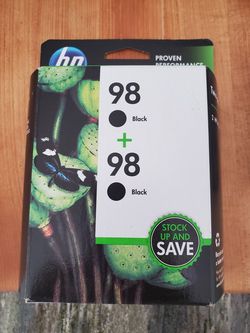 hp
PROVEN
PERFORMANCE
98
Black
+
98
Black
STOCK
UP AND
SAVE